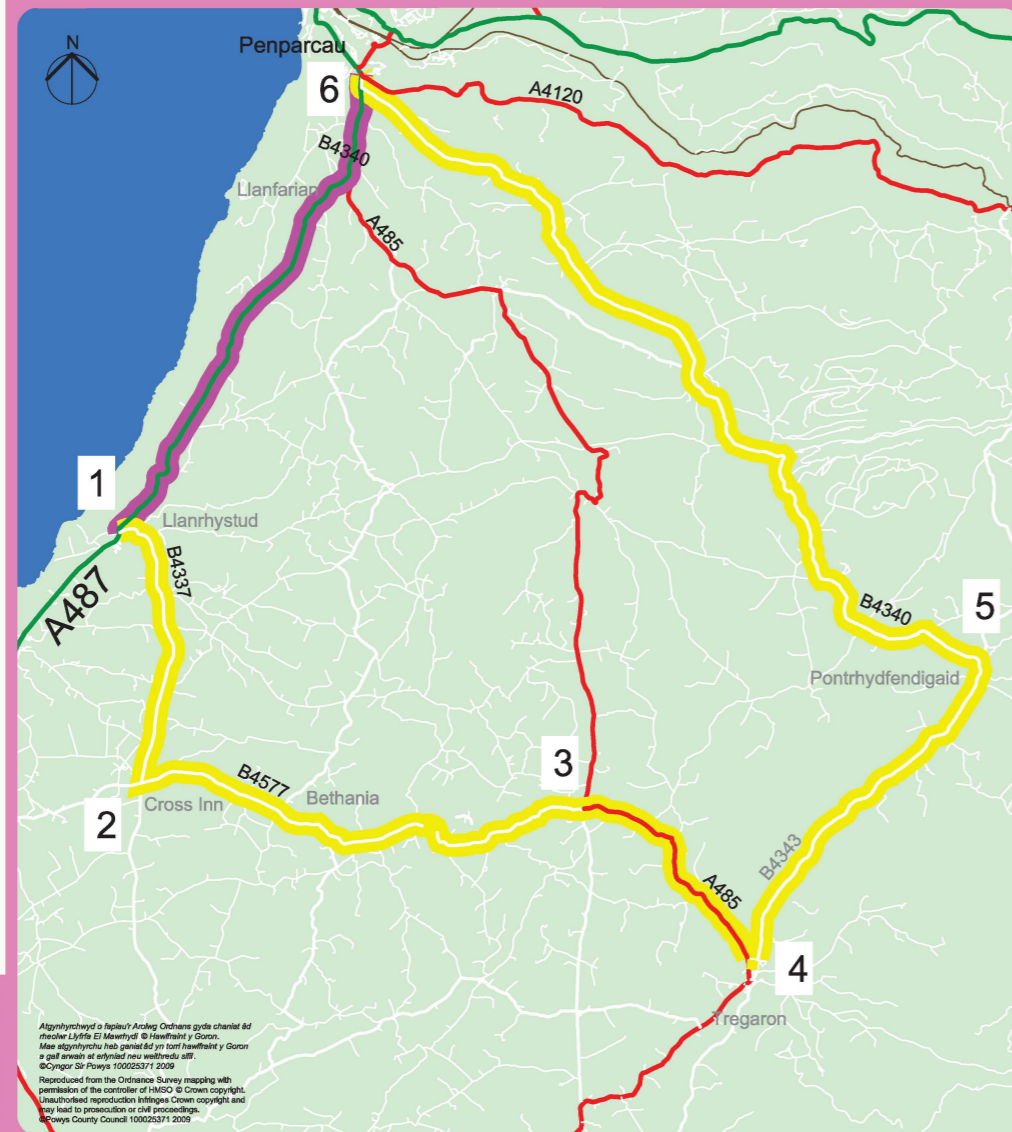 N
Penparcau
6
A4120
B4340
Llanfarian
A485
1
Llanrhystud
B4337
A487
B4340
5
Pontrhydfendigaid
3
B4577
Bethania
Cross Inn
2
B4343
A485
4
Tregaron
Atgynhyrchwyd o fapiau'r Arolwg Ordnans gyda chaniat âd
rheolwr Llyfrfa Ei Mawrhydi © Hawlfraint y Goron.
Mae atgynhyrchu heb ganiat âd yn torri hawlfraint y Goron
a gall arwain at erlyniad neu weithredu sifil.
©Cyngor Sir Powys 100025371 2009
Reproduced from the Ordnance Survey mapping with
permission of the controller of HMSO © Crown copyright.
Unauthorised reproduction infringes Crown copyright and
may lead to prosecution or civil proceedings.
©Powys County Council 100025371 2009